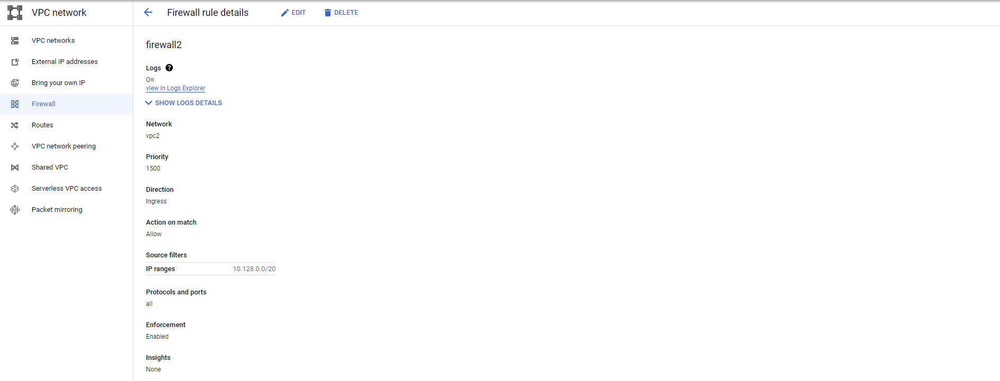 VPC network
Firewall rule details
EDIT
DELETE
VPC networks
External IP addresses
Bring your own IP
Firewall
Routes
VPC network peering
Shared VPC
Serverless VPC access
Packet mirroring
firewall2
Logs ?
On
view in Logs Explorer
SHOW LOGS DETAILS
Network
vpc2
Priority
1500
Direction
Ingress
Action on match
Allow
Source filters
IP ranges 10.128.0.0/20
Protocols and ports
all
Enforcement
Enabled
Insights
None